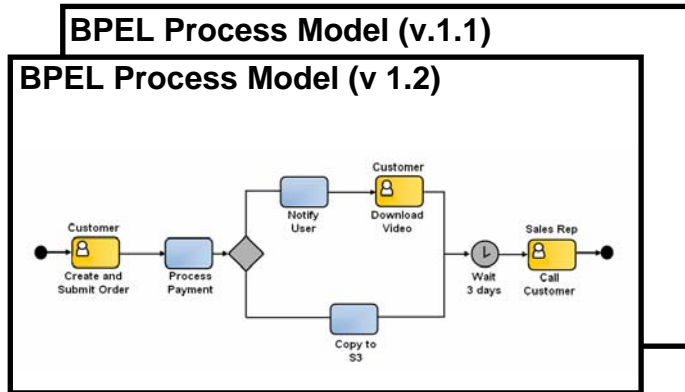 BPEL Process Model (v.1.1)
BPEL Process Model (v 1.2)
Customer
Create and
Submit Order
Process
Payment
Notify
User
Customer
Download
Video
Copy to
S3
Wait
3 days
Sales Rep
Call
Customer